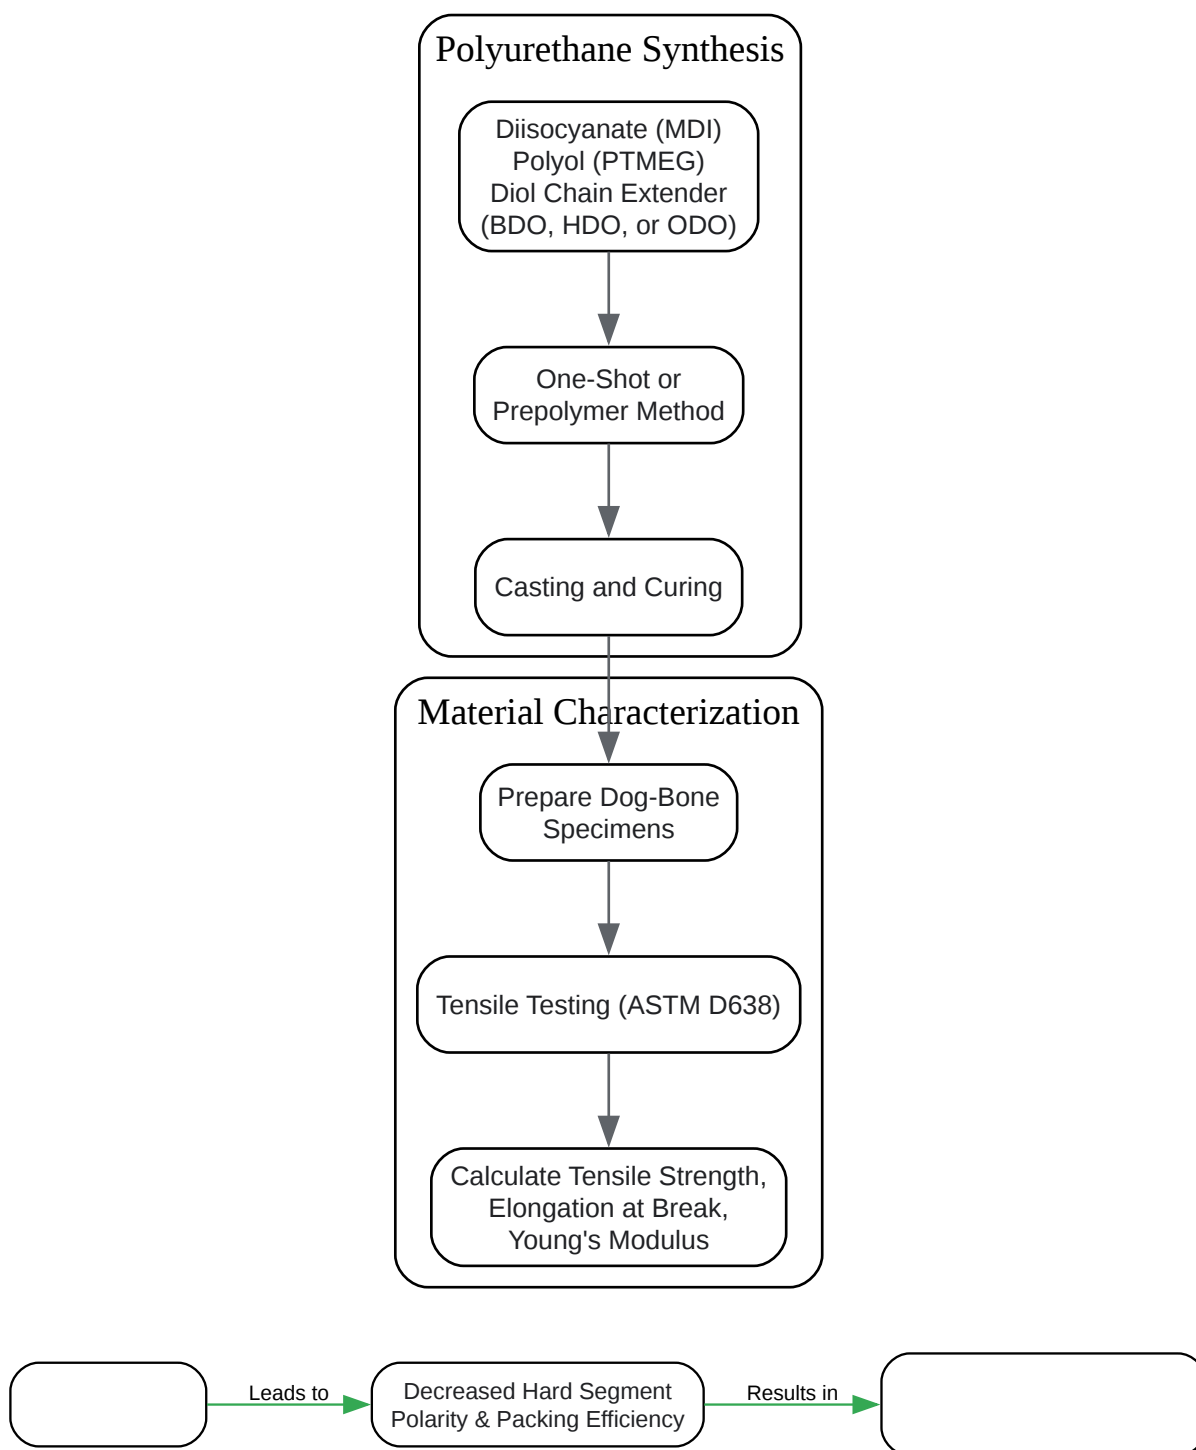 Polyurethane Synthesis
Diisocyanate (MDI)
Polyol (PTMEG)
Diol Chain Extender
(BDO, HDO, or ODO)
One-Shot or
Prepolymer Method
Casting and Curing
Material Characterization
Prepare Dog-Bone
Specimens
Tensile Testing (ASTM D638)
Calculate Tensile Strength,
Elongation at Break,
Young's Modulus
Leads to
Decreased Hard Segment
Polarity & Packing Efficiency
Results in